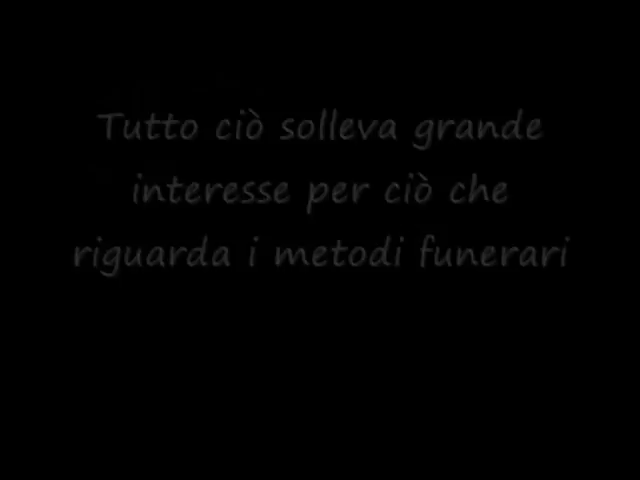 Tutto ciò solleva grande
interesse per ciò che
riguarda i metodi funerari